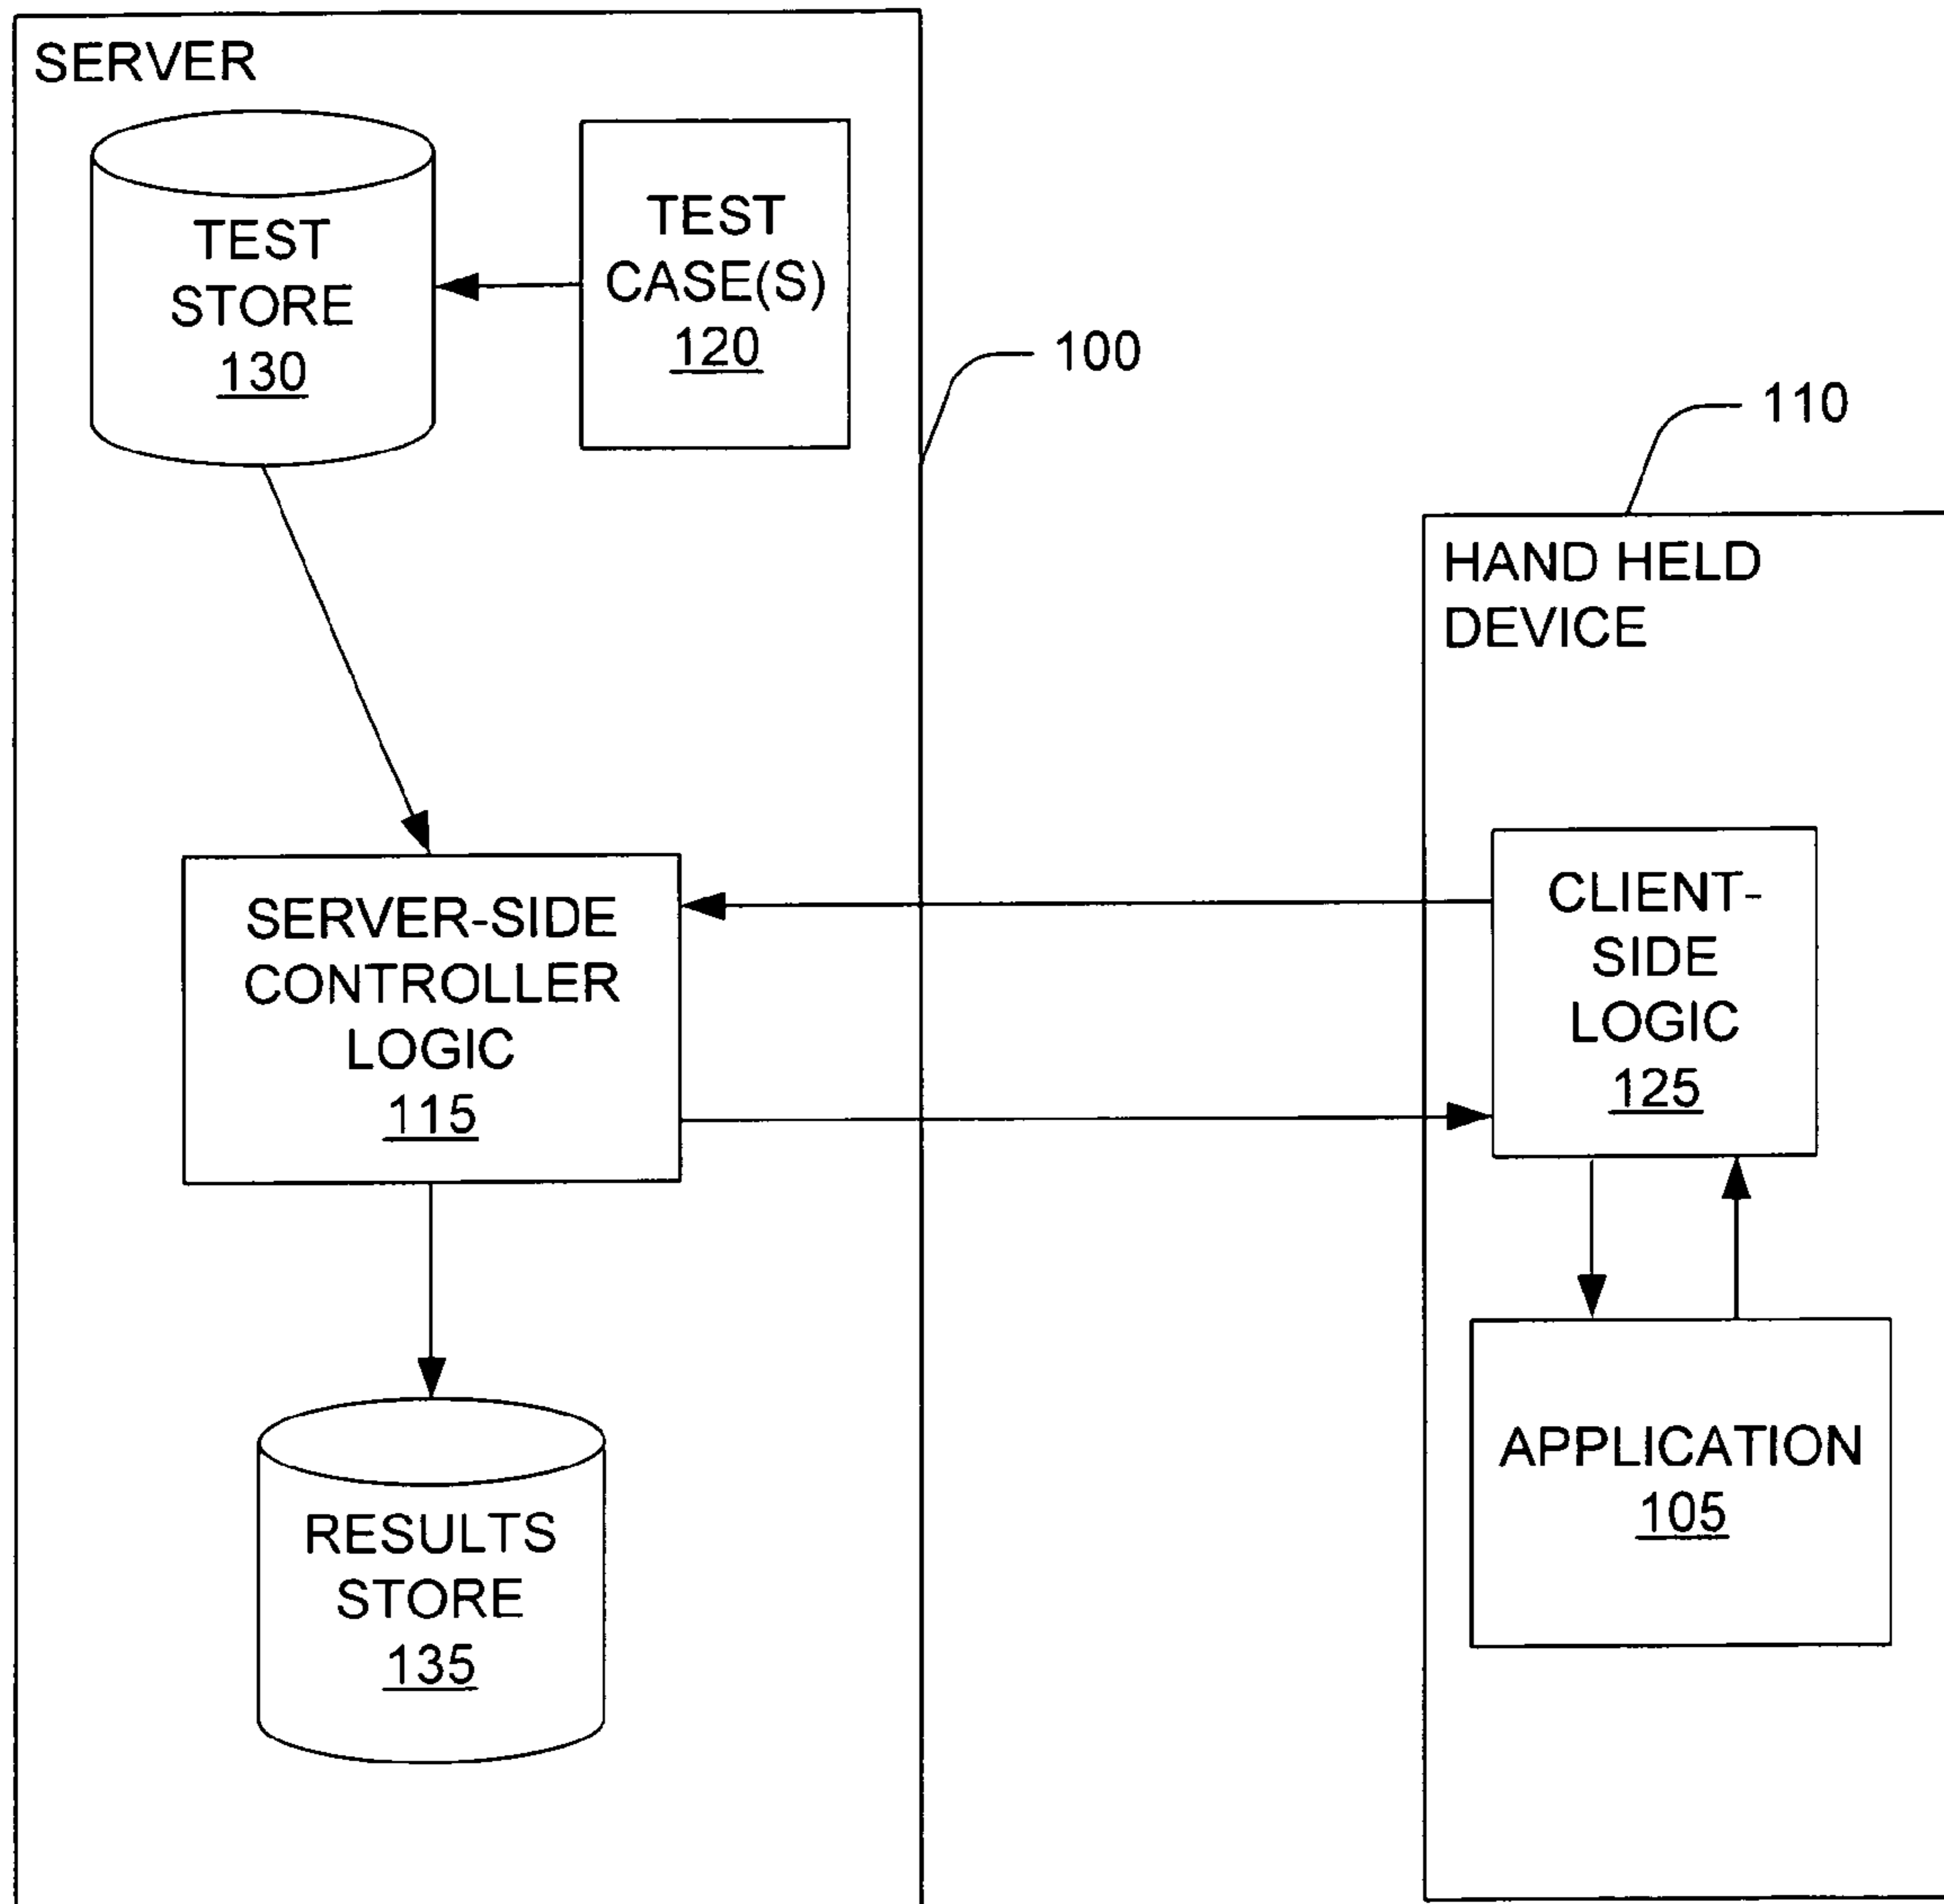 SERVER
TEST
STORE
130
TEST
CASE(S)
120
100
110
HAND HELD
DEVICE
SERVER-SIDE
CONTROLLER
LOGIC
115
CLIENT-
SIDE
LOGIC
125
APPLICATION
105
RESULTS
STORE
135